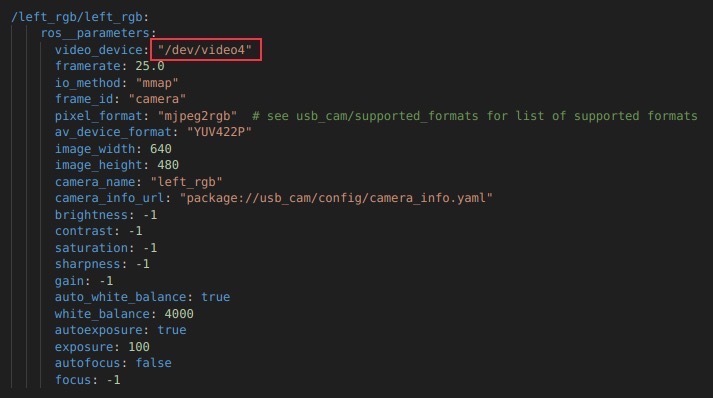 /left_rgb/left_rgb:
ros__parameters:
video_device: "/dev/video4"
framerate: 25.0
io_method: "mmap"
frame_id: "camera"
pixel_format: "mjpeg2rgb"  # see usb_cam/supported_formats for list of supported formats
av_device_format: "YUV422P"
image_width: 640
image_height: 480
camera_name: "left_rgb"
camera_info_url: "package://usb_cam/config/camera_info.yaml"
brightness: -1
contrast: -1
saturation: -1
sharpness: -1
gain: -1
auto_white_balance: true
white_balance: 4000
autoexposure: true
exposure: 100
autofocus: false
focus: -1